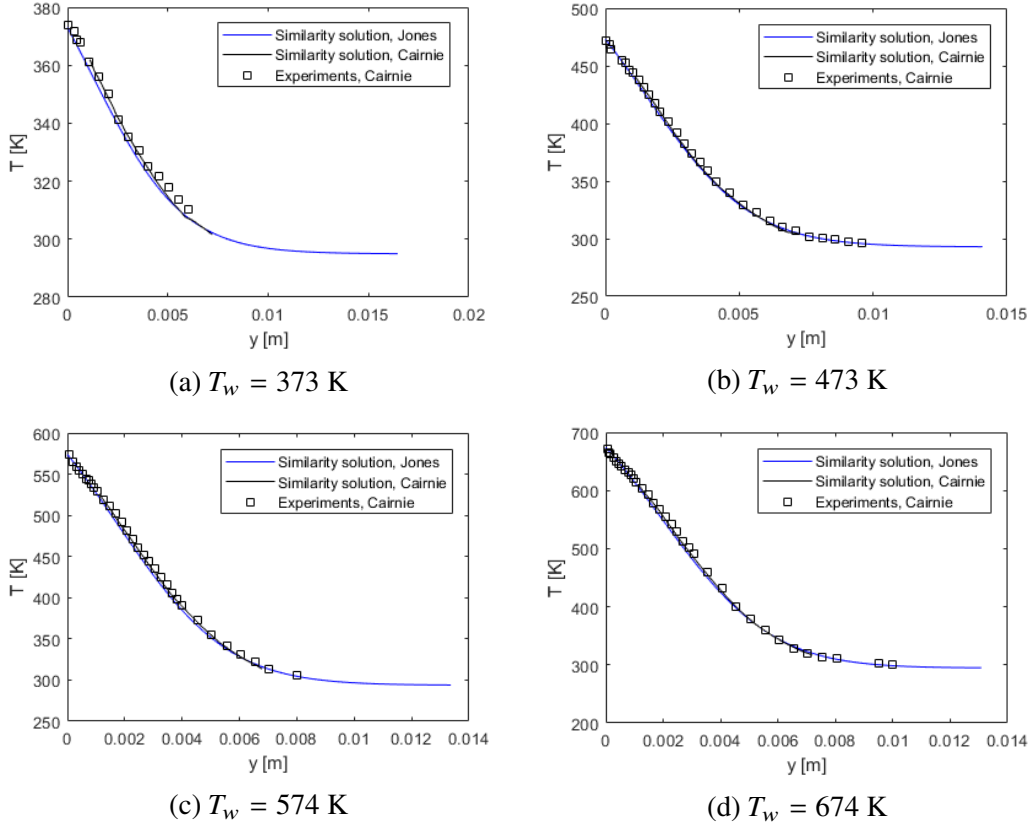 380
360
340
320
300
280
T [K]
0 0.005 0.01 0.015 0.02
y [m]
Similarity solution, Jones
Similarity solution, Cairnie
Experiments, Cairnie
(a) T_w = 373 K
500
450
400
350
300
250
T [K]
0 0.005 0.01 0.015
y [m]
Similarity solution, Jones
Similarity solution, Cairnie
Experiments, Cairnie
(b) T_w = 473 K
600
550
500
450
400
350
300
250
T [K]
0 0.002 0.004 0.006 0.008 0.01 0.012 0.014
y [m]
Similarity solution, Jones
Similarity solution, Cairnie
Experiments, Cairnie
(c) T_w = 574 K
700
600
500
400
300
200
T [K]
0 0.002 0.004 0.006 0.008 0.01 0.012 0.014
y [m]
Similarity solution, Jones
Similarity solution, Cairnie
Experiments, Cairnie
(d) T_w = 674 K